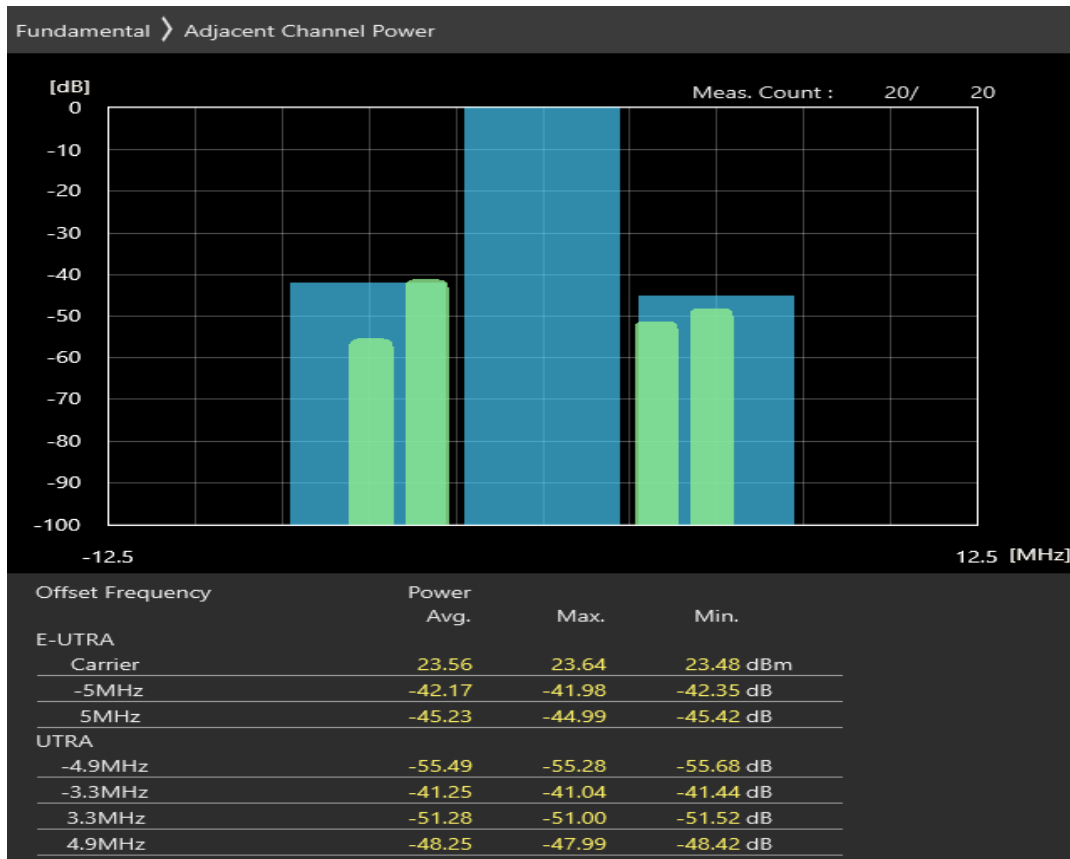 Fundamental ❯ Adjacent Channel Power
[dB]
Meas. Count : 20/ 20
0
-10
-20
-30
-40
-50
-60
-70
-80
-90
-100
-12.5 12.5 [MHz]
Offset Frequency Power
Avg. Max. Min.
E-UTRA
Carrier 23.56 23.64 23.48 dBm
-5MHz -42.17 -41.98 -42.35 dB
5MHz -45.23 -44.99 -45.42 dB
UTRA
-4.9MHz -55.49 -55.28 -55.68 dB
-3.3MHz -41.25 -41.04 -41.44 dB
3.3MHz -51.28 -51.00 -51.52 dB
4.9MHz -48.25 -47.99 -48.42 dB